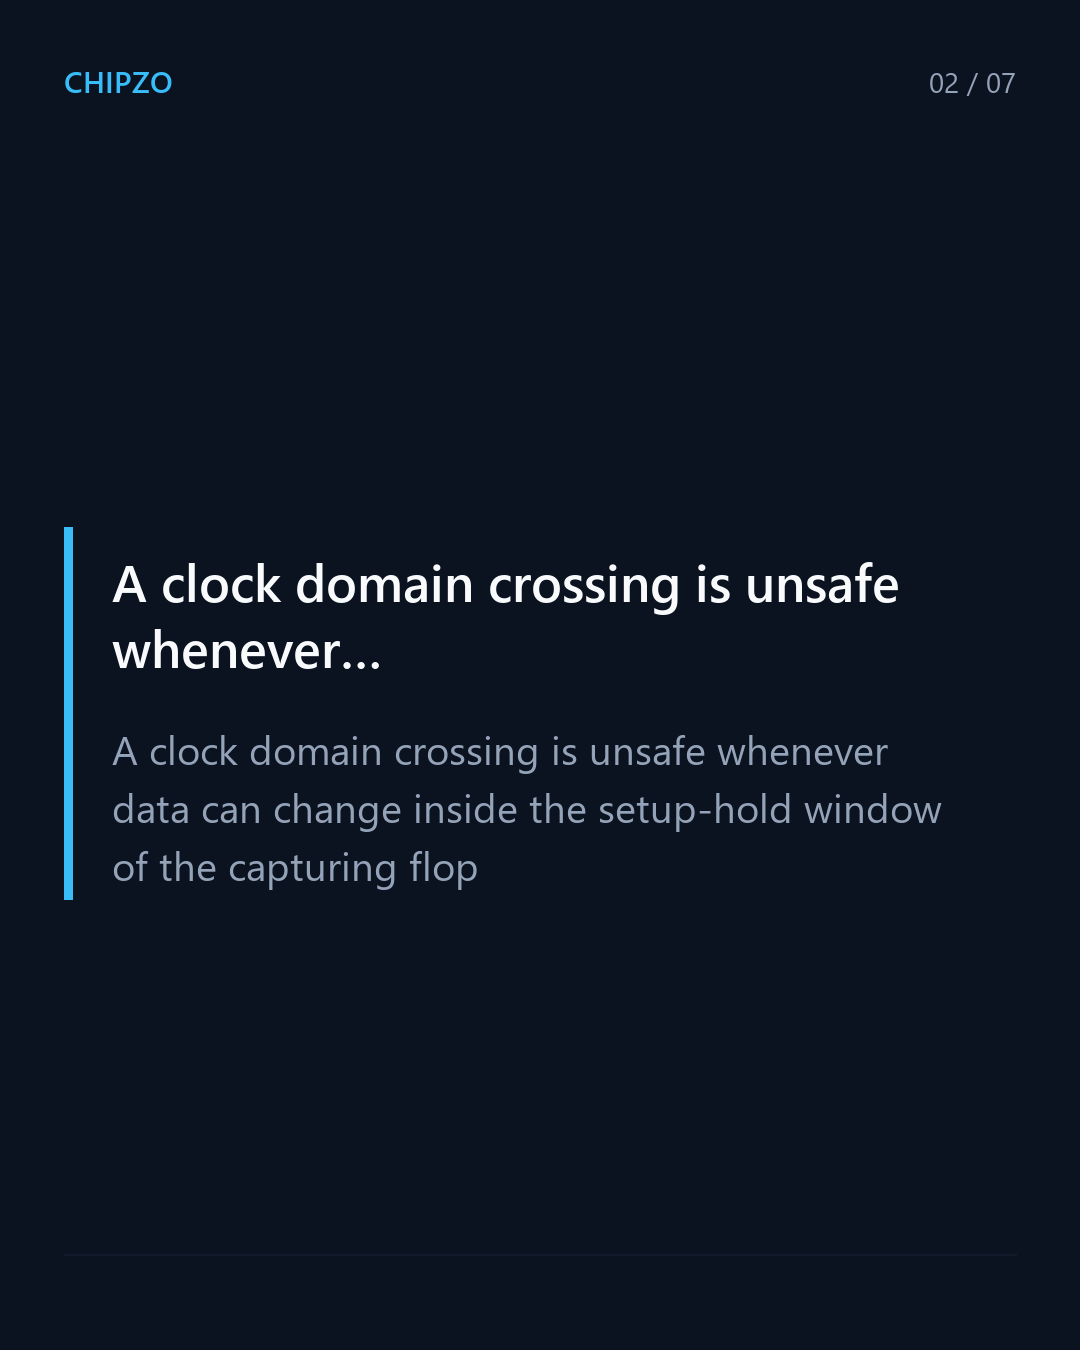 CHIPZO
02 / 07
A clock domain crossing is unsafe
whenever...
A clock domain crossing is unsafe whenever
data can change inside the setup-hold window
of the capturing flop